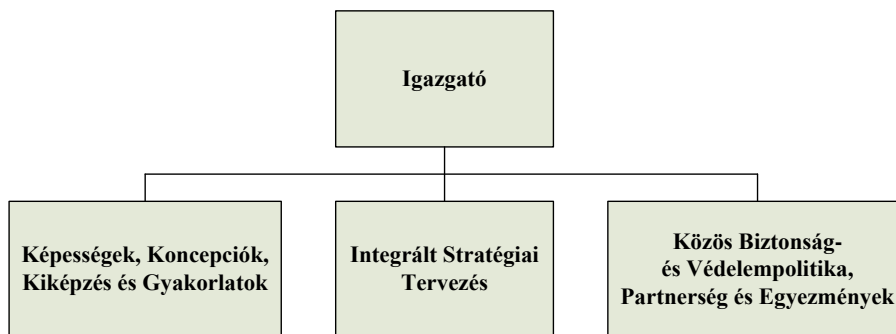 Igazgató
Képességek, Koncepciók,
Kiképzés és Gyakorlatok
Integrált Stratégiai
Tervezés
Közös Biztonság-
és Védelempolitika,
Partnerség és Egyezmények